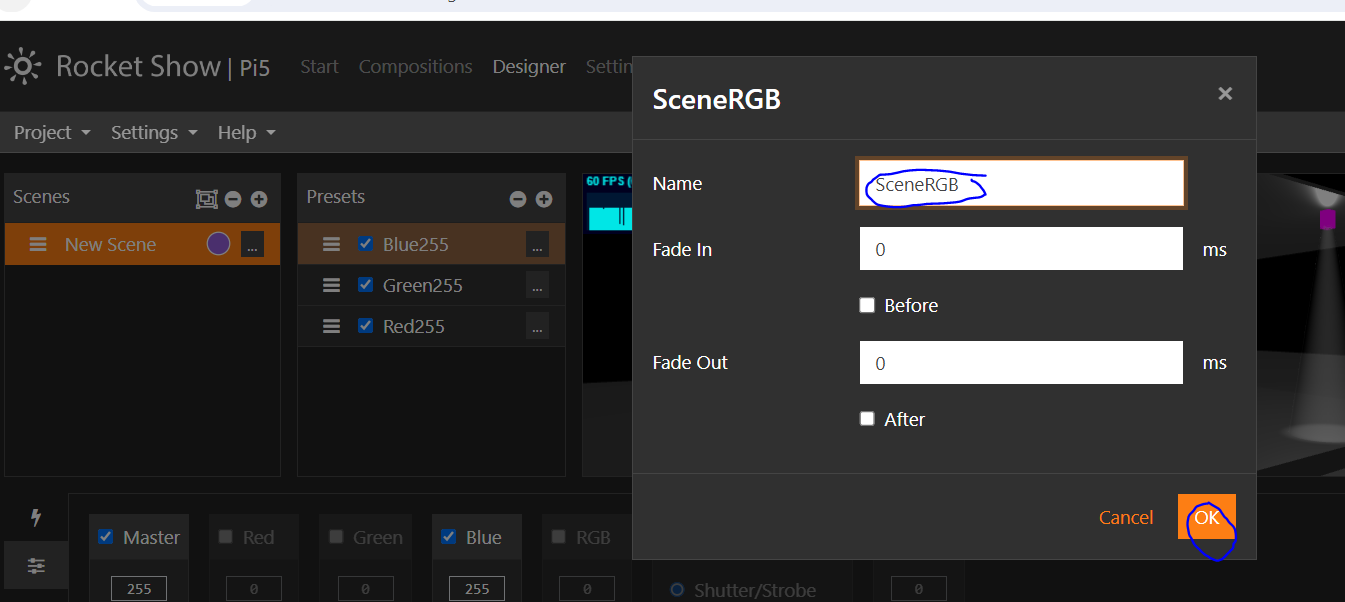 Rocket Show | Pi5 Start Compositions Designer Settin
Project Settings Help
Scenes
New Scene ...
Presets
Blue255 ...
Green255 ...
Red255 ...
60 FPS (
SceneRGB ×
Name SceneRGB
Fade In 0 ms
Before
Fade Out 0 ms
After
Cancel OK
Master Red Green Blue RGB
255 0 0 255 0 Shutter/Strobe 0